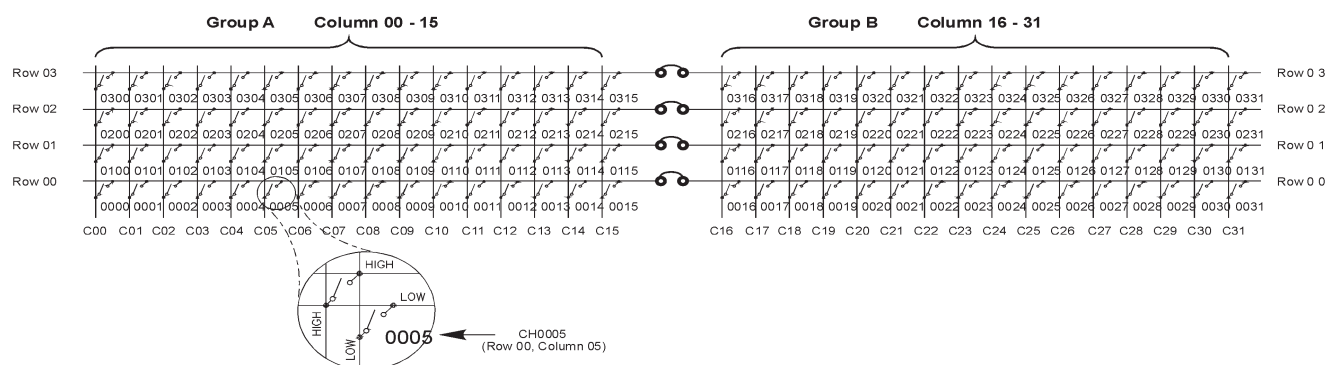 Group A Column 00 - 15 Group B Column 16 - 31
Row 03 Row 0 3
0300 0301 0302 0303 0304 0305 0306 0307 0308 0309 0310 0311 0312 0313 0314 0315 0316 0317 0318 0319 0320 0321 0322 0323 0324 0325 0326 0327 0328 0329 0330 0331
Row 02 Row 0 2
0200 0201 0202 0203 0204 0205 0206 0207 0208 0209 0210 0211 0212 0213 0214 0215 0216 0217 0218 0219 0220 0221 0222 0223 0224 0225 0226 0227 0228 0229 0230 0231
Row 01 Row 0 1
0100 0101 0102 0103 0104 0105 0106 0107 0108 0109 0110 0111 0112 0113 0114 0115 0116 0117 0118 0119 0120 0121 0122 0123 0124 0125 0126 0127 0128 0129 0130 0131
Row 00 Row 0 0
0000 0001 0002 0003 0004 0005 0006 0007 0008 0009 0010 0011 0012 0013 0014 0015 0016 0017 0018 0019 0020 0021 0022 0023 0024 0025 0026 0027 0028 0029 0030 0031
C00 C01 C02 C03 C04 C05 C06 C07 C08 C09 C10 C11 C12 C13 C14 C15 C16 C17 C18 C19 C20 C21 C22 C23 C24 C25 C26 C27 C28 C29 C30 C31
HIGH
LOW
HIGH
LOW
0005
CH0005
(Row 00, Column 05)